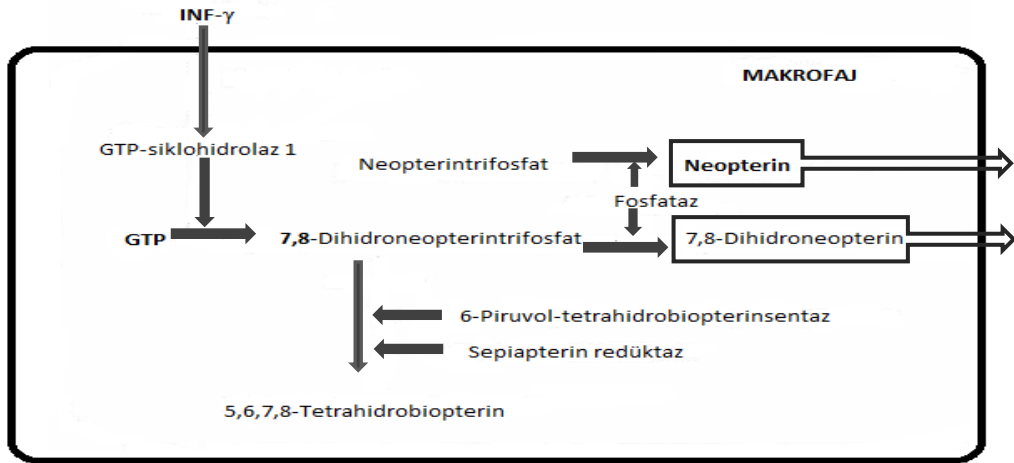 INF-γ
MAKROFAJ
GTP-siklohidrolaz 1
Neopterintrifosfat
Neopterin
Fosfataz
GTP
7,8-Dihidroneopterintrifosfat
7,8-Dihidroneopterin
6-Piruvol-tetrahidrobiopterinsentaz
Sepiapterin redüktaz
5,6,7,8-Tetrahidrobiopterin